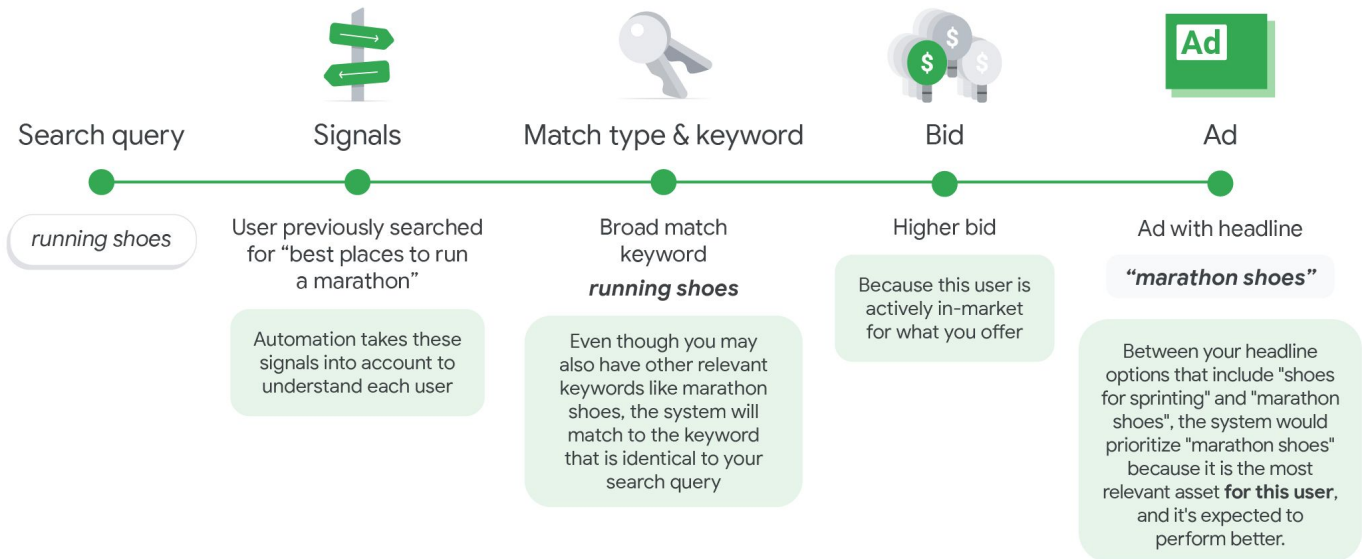 $
$
$
Ad
Search query
Signals
Match type & keyword
Bid
Ad
running shoes
User previously searched
for “best places to run
a marathon”
Automation takes these
signals into account to
understand each user
Broad match
keyword
running shoes
Even though you may
also have other relevant
keywords like marathon
shoes, the system will
match to the keyword
that is identical to your
search query
Higher bid
Because this user is
actively in-market
for what you offer
Ad with headline
“marathon shoes”
Between your headline
options that include "shoes
for sprinting" and "marathon
shoes", the system would
prioritize "marathon shoes"
because it is the most
relevant asset for this user,
and it's expected to
perform better.